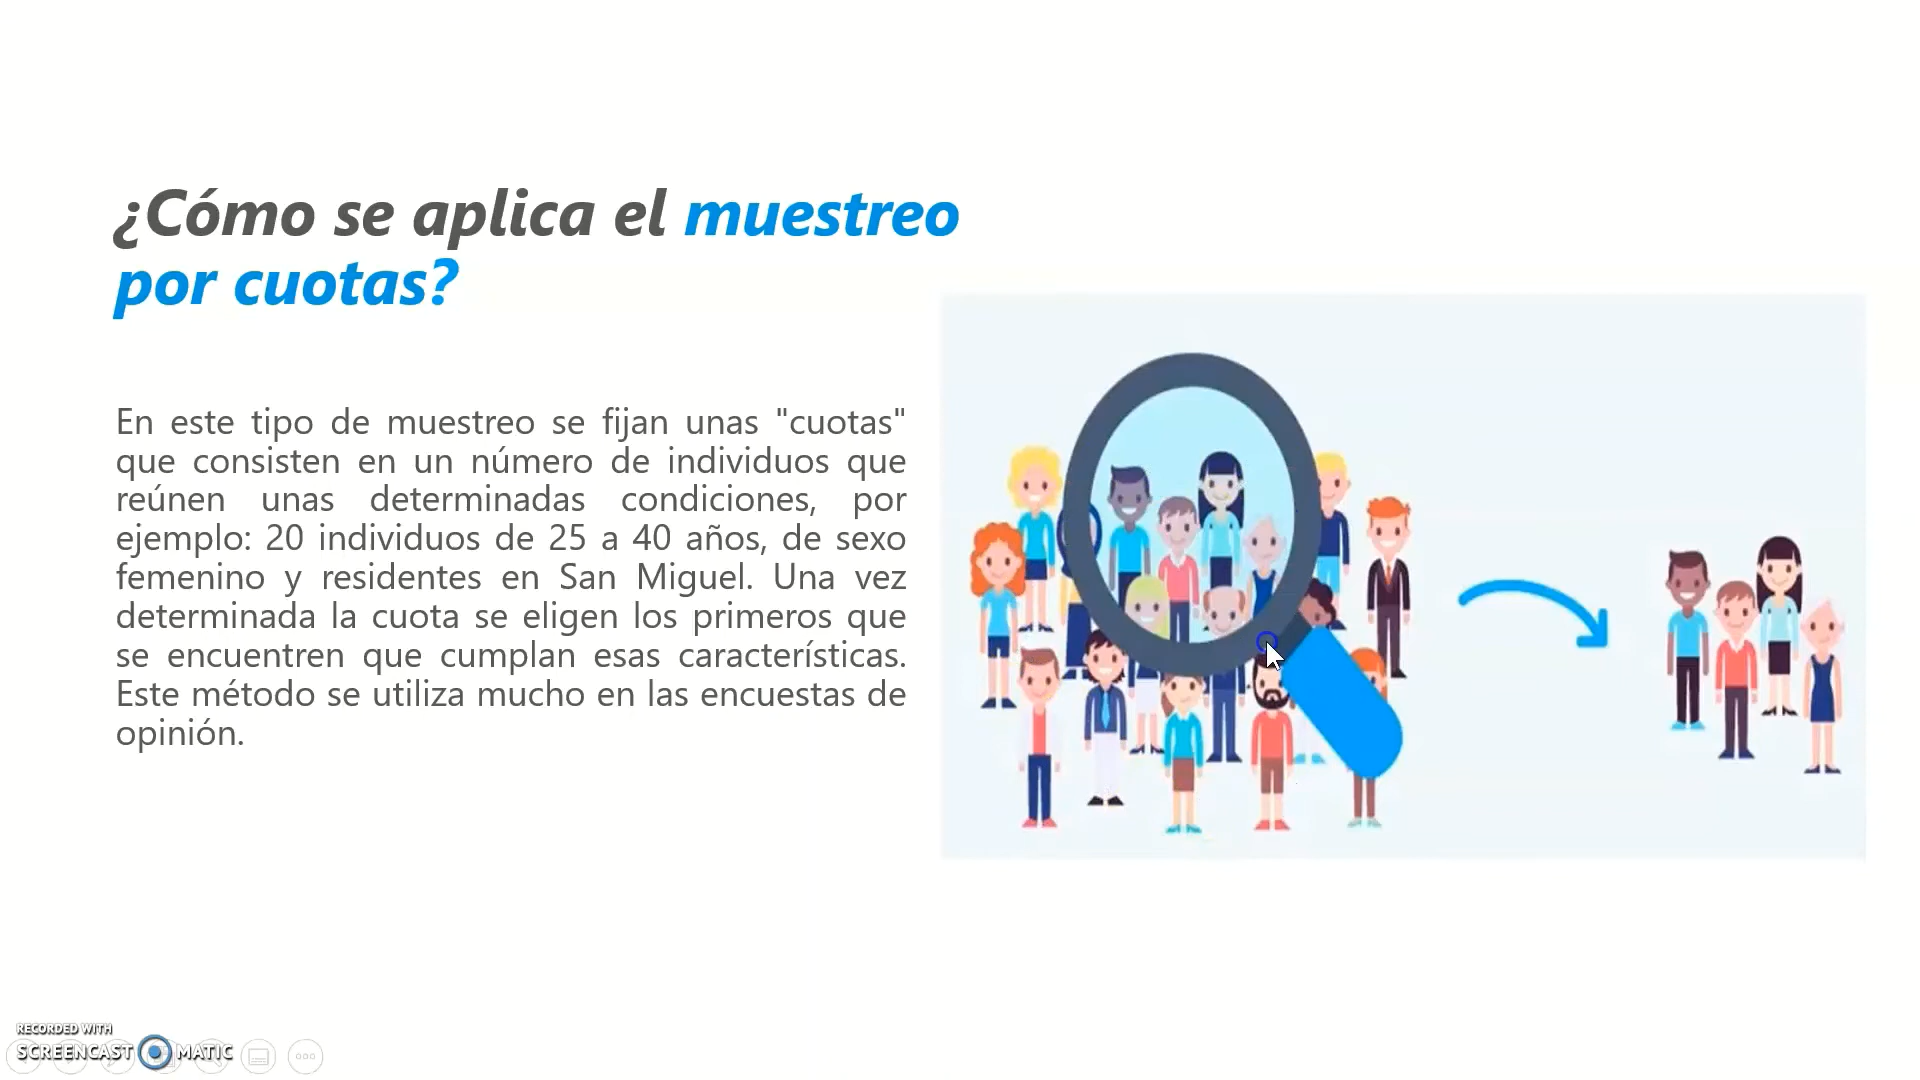 ¿Cómo se aplica el muestreo
por cuotas?
En este tipo de muestreo se fijan unas "cuotas"
que consisten en un número de individuos que
reúnen unas determinadas condiciones, por
ejemplo: 20 individuos de 25 a 40 años, de sexo
femenino y residentes en San Miguel. Una vez
determinada la cuota se eligen los primeros que
se encuentren que cumplan esas características.
Este método se utiliza mucho en las encuestas de
opinión.
RECORDED WITH
SCREENCAST MATIC